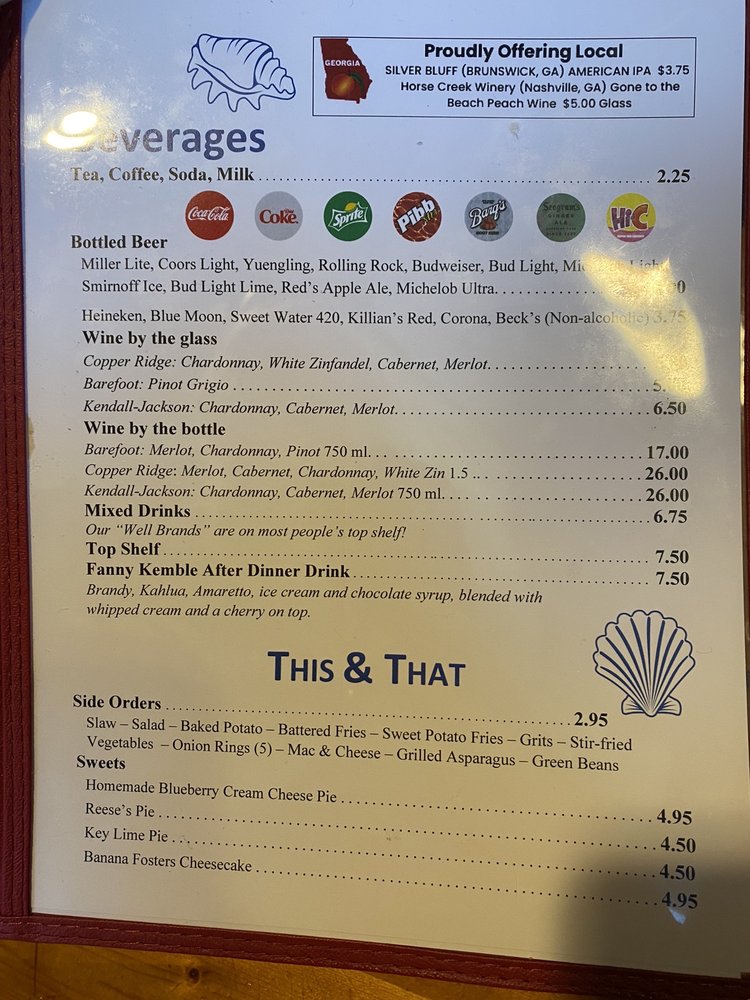 GEORGIA
Proudly Offering Local
SILVER BLUFF (BRUNSWICK, GA) AMERICAN IPA $3.75
Horse Creek Winery (Nashville, GA) Gone to the
Beach Peach Wine $5.00 Glass
Beverages
Tea, Coffee, Soda, Milk 2.25
Coca-Cola Coke Sprite Pibb Barq's Seagram's GINGER ALE Hi-C
Bottled Beer
Miller Lite, Coors Light, Yuengling, Rolling Rock, Budweiser, Bud Light,
Smirnoff Ice, Bud Light Lime, Red's Apple Ale, Michelob Ultra
Heineken, Blue Moon, Sweet Water 420, Killian's Red, Corona, Beck's (Non-alcoholic) 3.75
Wine by the glass
Copper Ridge: Chardonnay, White Zinfandel, Cabernet, Merlot
Barefoot: Pinot Grigio
Kendall-Jackson: Chardonnay, Cabernet, Merlot 6.50
Wine by the bottle
Barefoot: Merlot, Chardonnay, Pinot 750 ml 17.00
Copper Ridge: Merlot, Cabernet, Chardonnay, White Zin 1.5 26.00
Kendall-Jackson: Chardonnay, Cabernet, Merlot 750 ml 26.00
Mixed Drinks 6.75
Our “Well Brands” are on most people's top shelf!
Top Shelf 7.50
Fanny Kemble After Dinner Drink 7.50
Brandy, Kahlua, Amaretto, ice cream and chocolate syrup, blended with
whipped cream and a cherry on top.
THIS & THAT
Side Orders 2.95
Slaw – Salad – Baked Potato – Battered Fries – Sweet Potato Fries – Grits – Stir-fried
Vegetables – Onion Rings (5) – Mac & Cheese – Grilled Asparagus – Green Beans
Sweets
Homemade Blueberry Cream Cheese Pie 4.95
Reese's Pie 4.50
Key Lime Pie 4.50
Banana Fosters Cheesecake 4.95